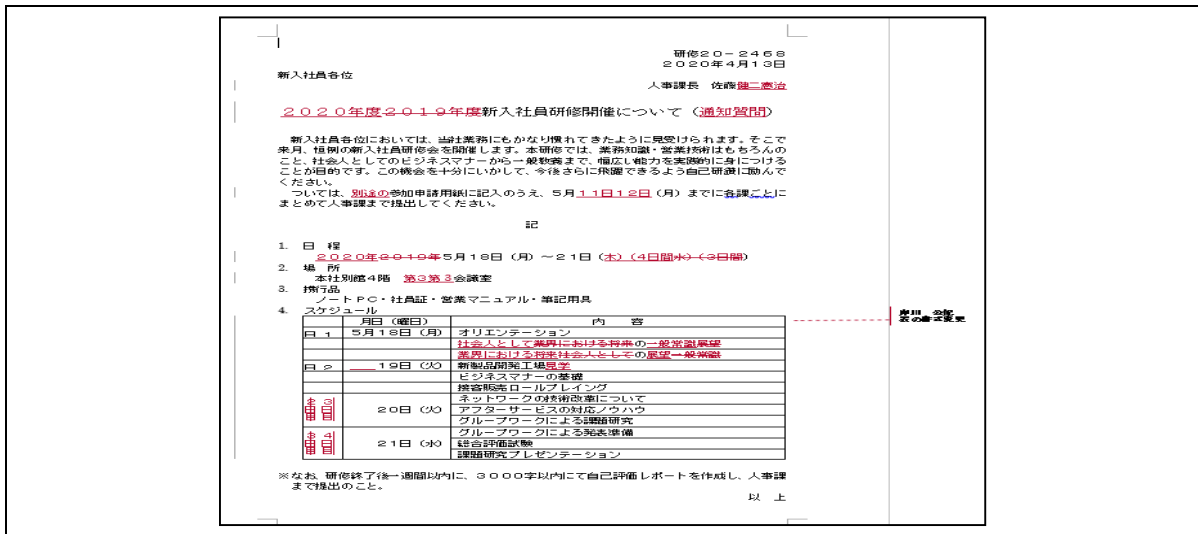 研修20-2468
2020年4月13日
新入社員各位
人事課長 佐藤健二憲治
2020年度2019年度新入社員研修開催について(通知質問)
新入社員各位においては、当社業務にもかなり慣れてきたように見受けられます。そこで
来月、恒例の新入社員研修会を開催します。本研修では、業務知識・営業技術はもちろんの
こと、社会人としてのビジネスマナーから一般教養まで、幅広い能力を実践的に身につける
ことが目的です。この機会を十分にいかして、今後さらに飛躍できるよう自己研鑽に励んで
ください。
ついては、別途の参加申請用紙に記入のうえ、5月11日12日(月)までに各課ごとに
まとめて人事課まで提出してください。
記
1. 日 程
2020年2019年5月18日(月)~21日(木)(4日間水)(3日間)
2. 場 所
本社別館4階 第3第3会議室
3. 携行品
ノートPC・社員証・営業マニュアル・筆記用具
4. スケジュール
月日(曜日) 内 容
日1 5月18日(月) オリエンテーション
社会人として業界における将来の一般常識展望
業界における将来社会人としての展望一般常識
日2 19日(火) 新製品開発工場見学
ビジネスマナーの基礎
接客販売ロールプレイング
ネットワークの技術改革について
20日(火) アフターサービスの対応ノウハウ
グループワークによる課題研究
グループワークによる発表準備
21日(水) 総合評価試験
課題研究プレゼンテーション
※なお、研修終了後一週間以内に、3000字以内にて自己評価レポートを作成し、人事課
まで提出のこと。
以 上
表の書式変更